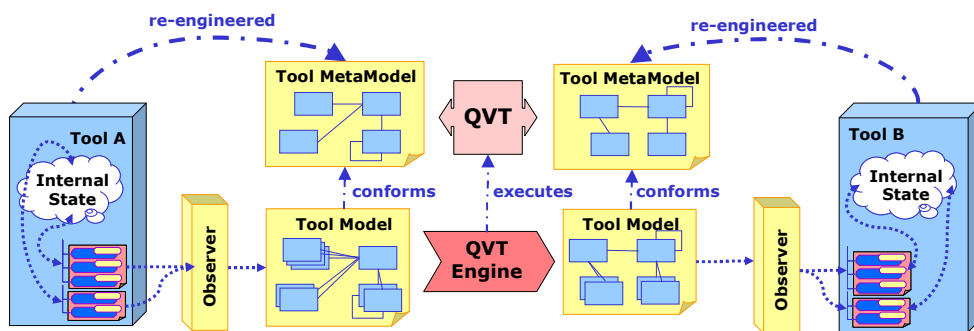 re-engineered
re-engineered
Tool MetaModel
Tool MetaModel
QVT
Tool A
Tool B
Internal
State
Internal
State
conforms
executes
conforms
Observer
Tool Model
QVT
Engine
Tool Model
Observer